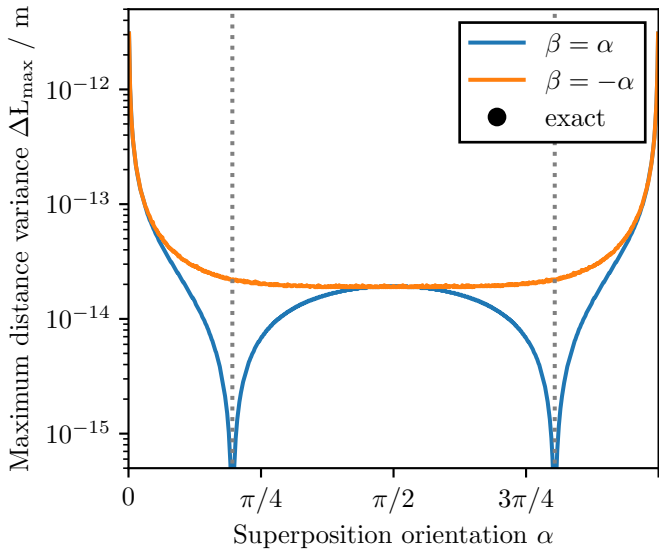 Maximum distance variance ΔL_max / m
10⁻¹²
10⁻¹³
10⁻¹⁴
10⁻¹⁵
β = α
β = −α
exact
0
π/4
π/2
3π/4
Superposition orientation α